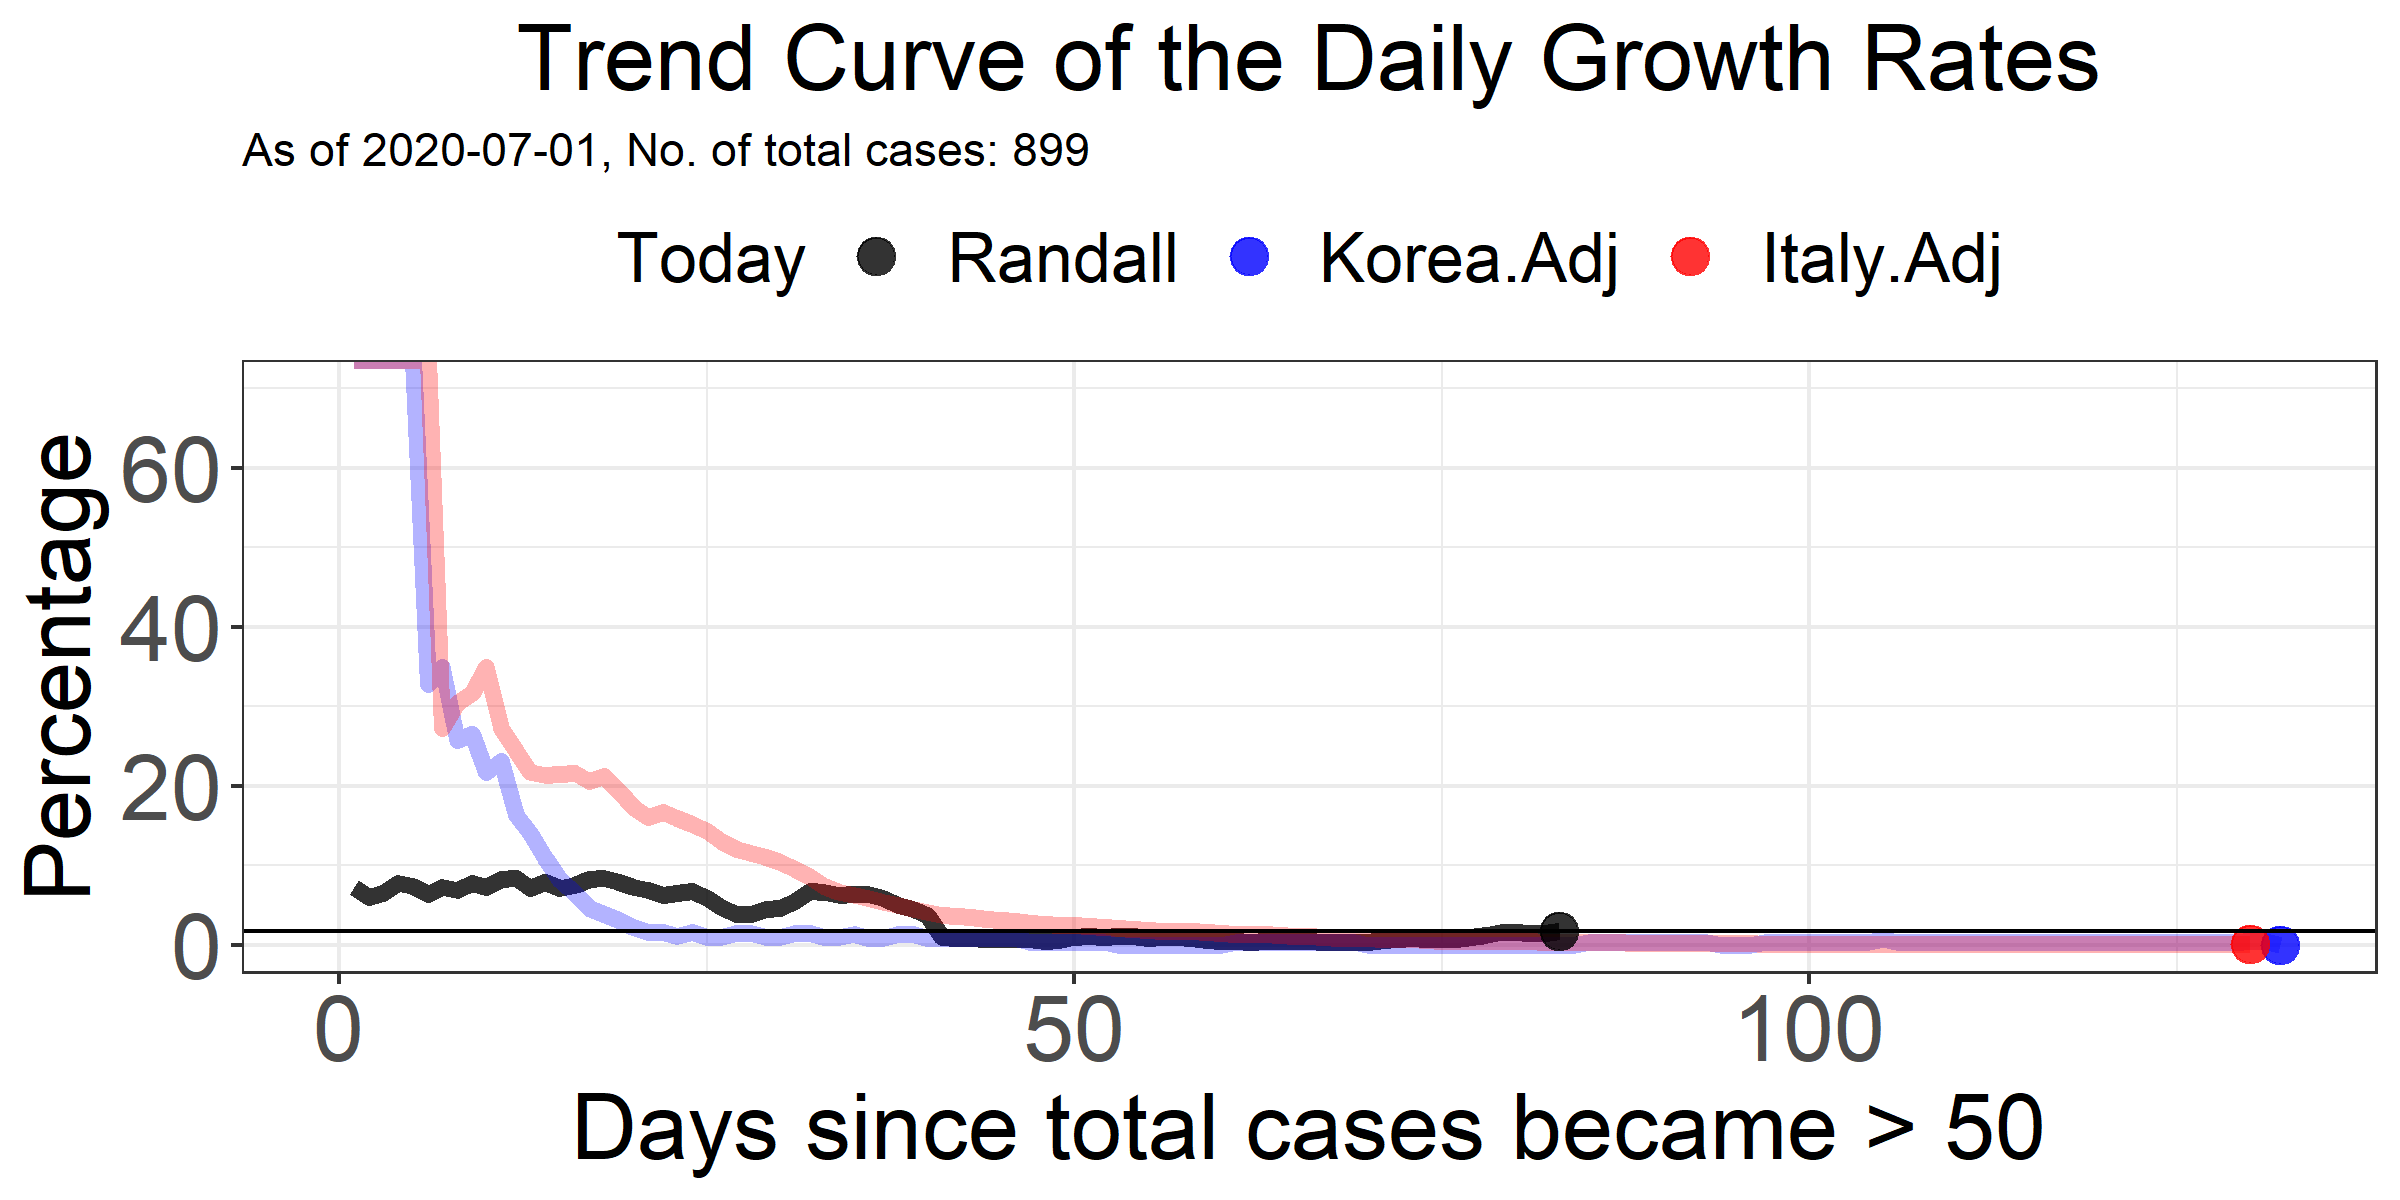 Trend Curve of the Daily Growth Rates
As of 2020-07-01, No. of total cases: 899
Today Randall Korea.Adj Italy.Adj
Percentage
60
40
20
0
0 50 100
Days since total cases became > 50